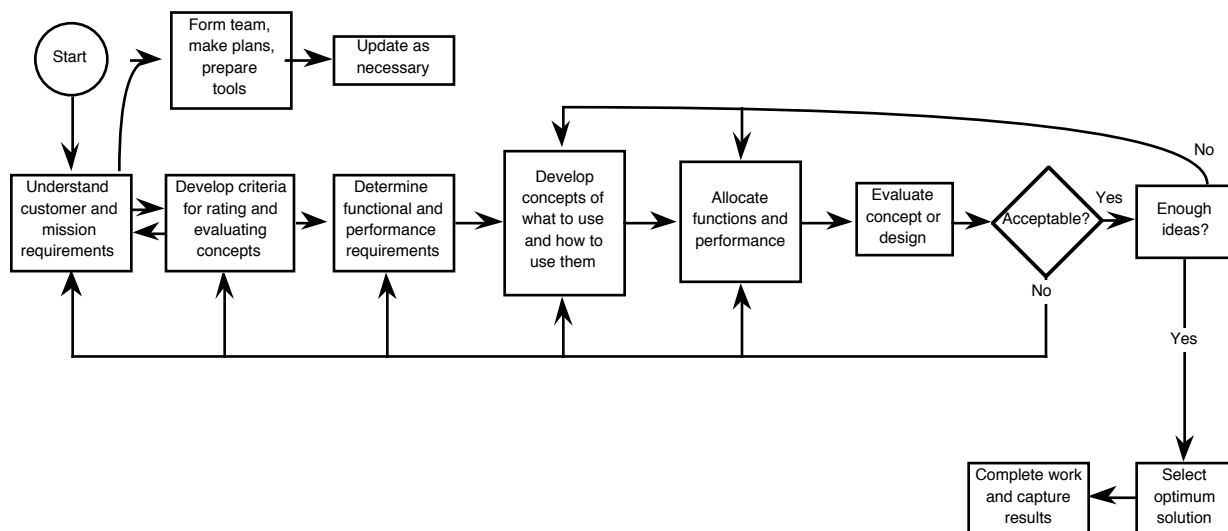 Start
Form team,
make plans,
prepare
tools
Update as
necessary
Understand
customer and
mission
requirements
Develop criteria
for rating and
evaluating
concepts
Determine
functional and
performance
requirements
Develop
concepts of
what to use
and how to
use them
Allocate
functions and
performance
Evaluate
concept or
design
Acceptable?
Yes
No
Enough
ideas?
No
Yes
Select
optimum
solution
Complete work
and capture
results